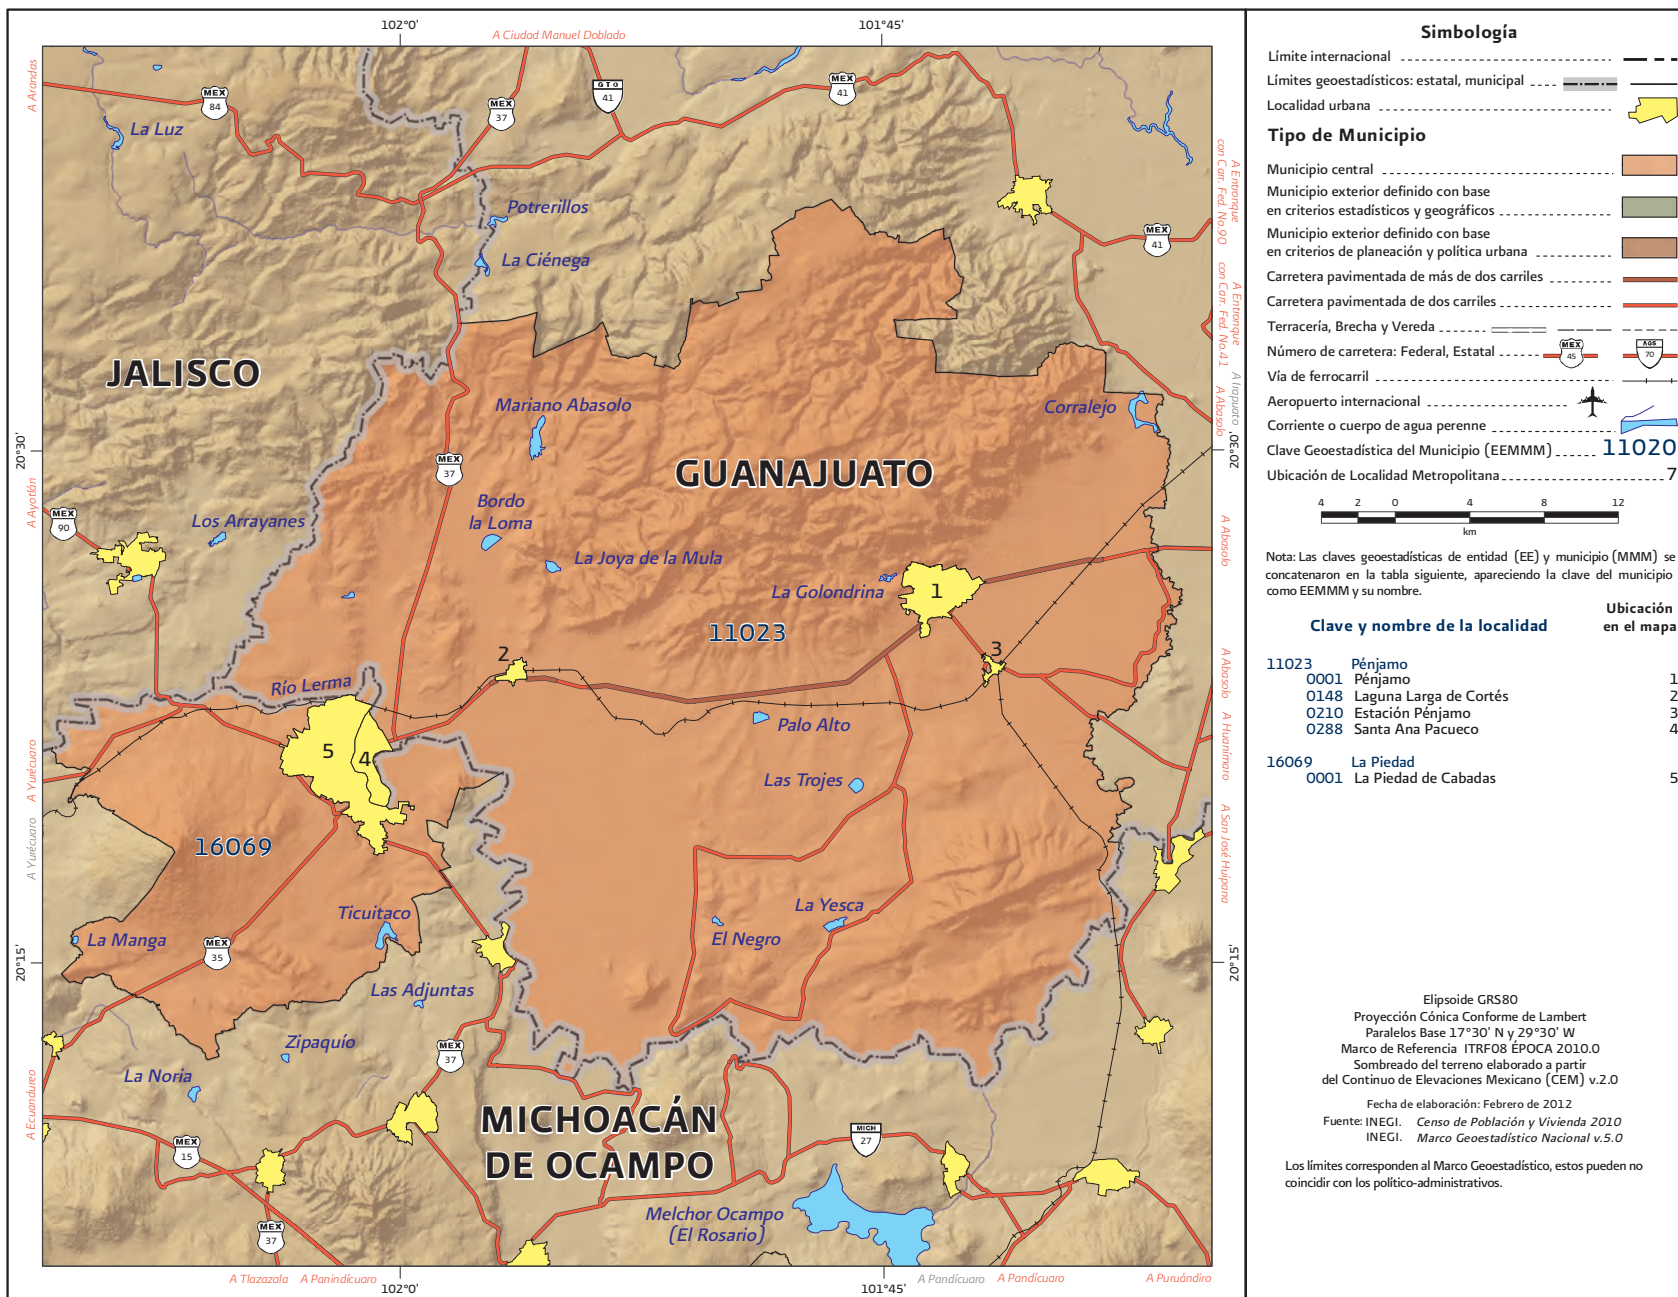 102°0'
101°45'
A Ciudad Manuel Doblado
A Arandas
MEX
84
MEX
37
GTO
41
MEX
41
La Luz
A Entronque
con Carr. Fed. No.90
Potrerillos
MEX
41
La Ciénega
A Entronque
con Carr. Fed. No.41
JALISCO
A Irapuato
A Abasolo
Mariano Abasolo
Corralejo
20°30'
20°30'
MEX
37
GUANAJUATO
A Ayotlán
MEX
90
Los Arrayanes
Bordo
la Loma
A Abasolo
La Joya de la Mula
La Golondrina
1
11023
2
3
A Abasolo
Río Lerma
Palo Alto
A Huanímaro
5
4
Las Trojes
A Yurécuaro
A Yurécuaro
16069
A San José Huipana
Ticuitaco
La Yesca
La Manga
El Negro
MEX
35
20°15'
20°15'
Las Adjuntas
Zipaquio
MEX
37
La Noria
A Ecuandureo
MICHOACÁN
DE OCAMPO
MEX
15
MICH
27
Melchor Ocampo
(El Rosario)
MEX
37
A Tlazazala
A Panindícuaro
A Pandícuaro
A Pandícuaro
A Puruándiro
102°0'
101°45'
Simbología
Límite internacional
Límites geoestadísticos: estatal, municipal
Localidad urbana
Tipo de Municipio
Municipio central
Municipio exterior definido con base
en criterios estadísticos y geográficos
Municipio exterior definido con base
en criterios de planeación y política urbana
Carretera pavimentada de más de dos carriles
Carretera pavimentada de dos carriles
Terracería, Brecha y Vereda
Número de carretera: Federal, Estatal MEX 45 AGS 70
Vía de ferrocarril
Aeropuerto internacional
Corriente o cuerpo de agua perenne
Clave Geoestadística del Municipio (EEMMM) 11020
Ubicación de Localidad Metropolitana 7
4 2 0 4 8 12
km
Nota: Las claves geoestadísticas de entidad (EE) y municipio (MMM) se
concatenaron en la tabla siguiente, apareciendo la clave del municipio
como EEMMM y su nombre.
Ubicación
Clave y nombre de la localidad en el mapa
11023 Pénjamo
0001 Pénjamo 1
0148 Laguna Larga de Cortés 2
0210 Estación Pénjamo 3
0288 Santa Ana Pacueco 4
16069 La Piedad
0001 La Piedad de Cabadas 5
Elipsoide GRS80
Proyección Cónica Conforme de Lambert
Paralelos Base 17°30' N y 29°30' W
Marco de Referencia ITRF08 ÉPOCA 2010.0
Sombreado del terreno elaborado a partir
del Continuo de Elevaciones Mexicano (CEM) v.2.0
Fecha de elaboración: Febrero de 2012
Fuente: INEGI. Censo de Población y Vivienda 2010
INEGI. Marco Geoestadístico Nacional v.5.0
Los límites corresponden al Marco Geoestadístico, estos pueden no
coincidir con los político-administrativos.